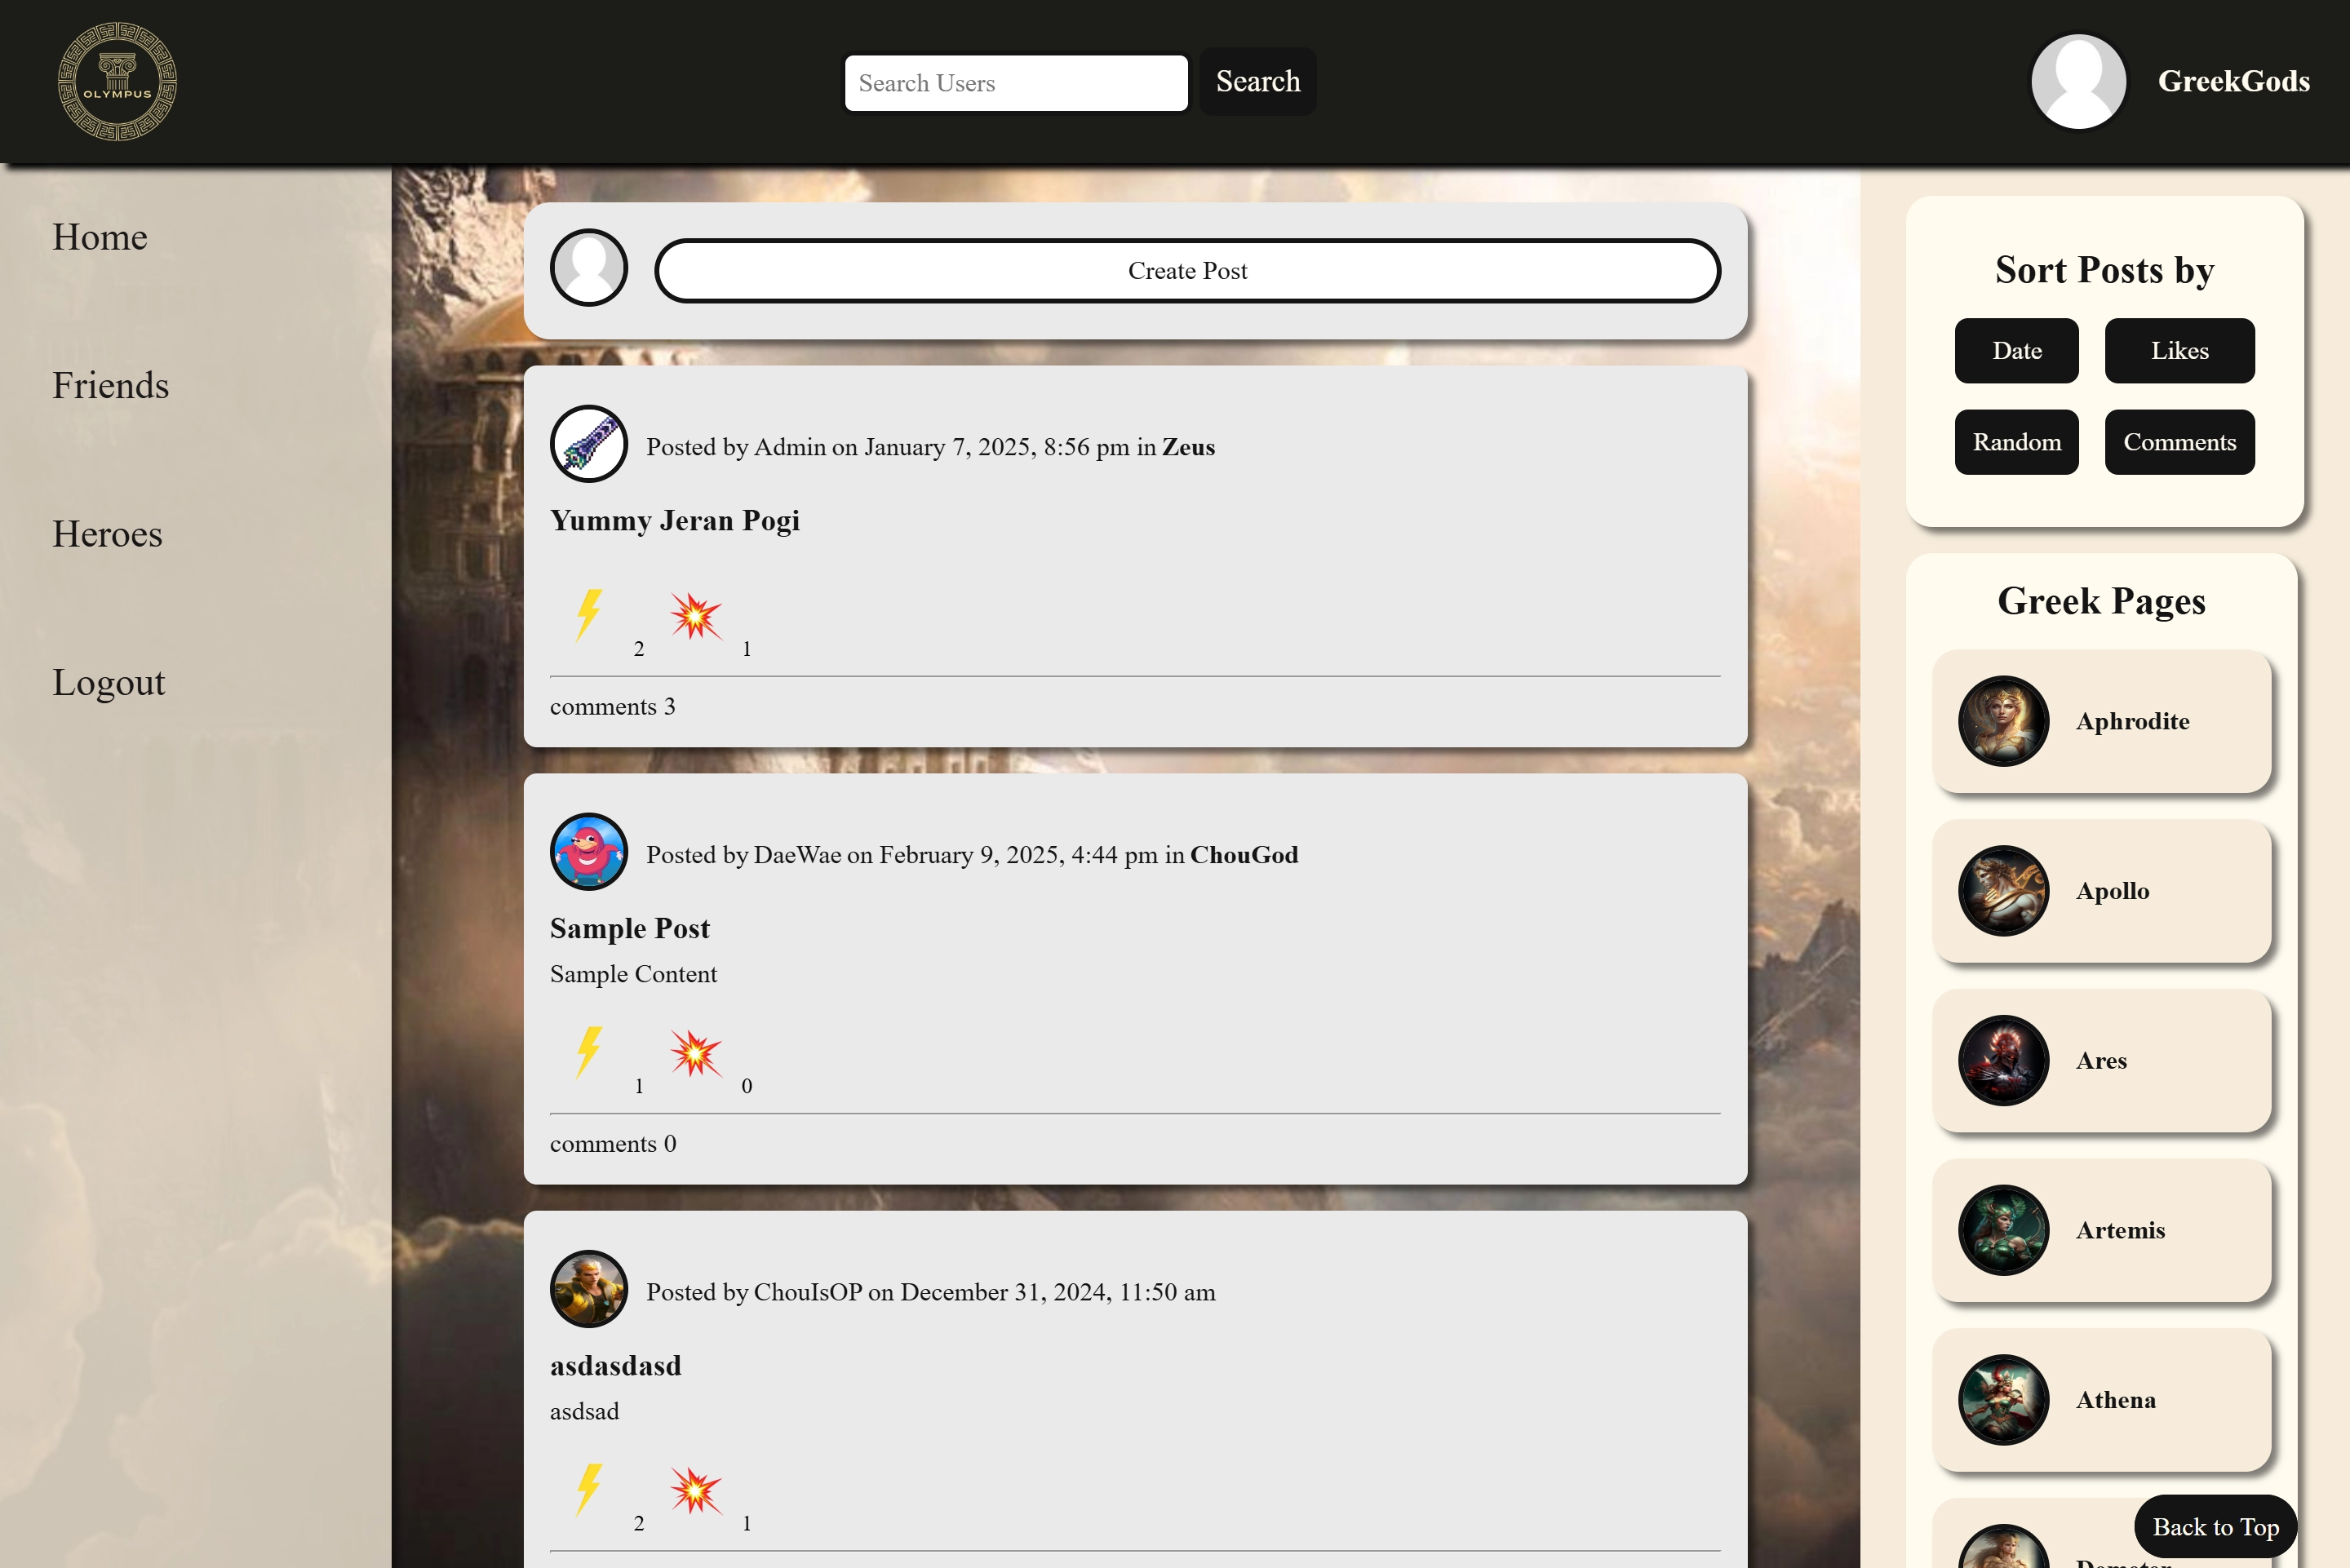 OLYMPUS
Search Users
Search
GreekGods
Home
Friends
Heroes
Logout
Create Post
Posted by Admin on January 7, 2025, 8:56 pm in Zeus
Yummy Jeran Pogi
2 1
comments 3
Posted by DaeWae on February 9, 2025, 4:44 pm in ChouGod
Sample Post
Sample Content
1 0
comments 0
Posted by ChouIsOP on December 31, 2024, 11:50 am
asdasdasd
asdsad
2 1
Sort Posts by
Date Likes
Random Comments
Greek Pages
Aphrodite
Apollo
Ares
Artemis
Athena
Back to Top